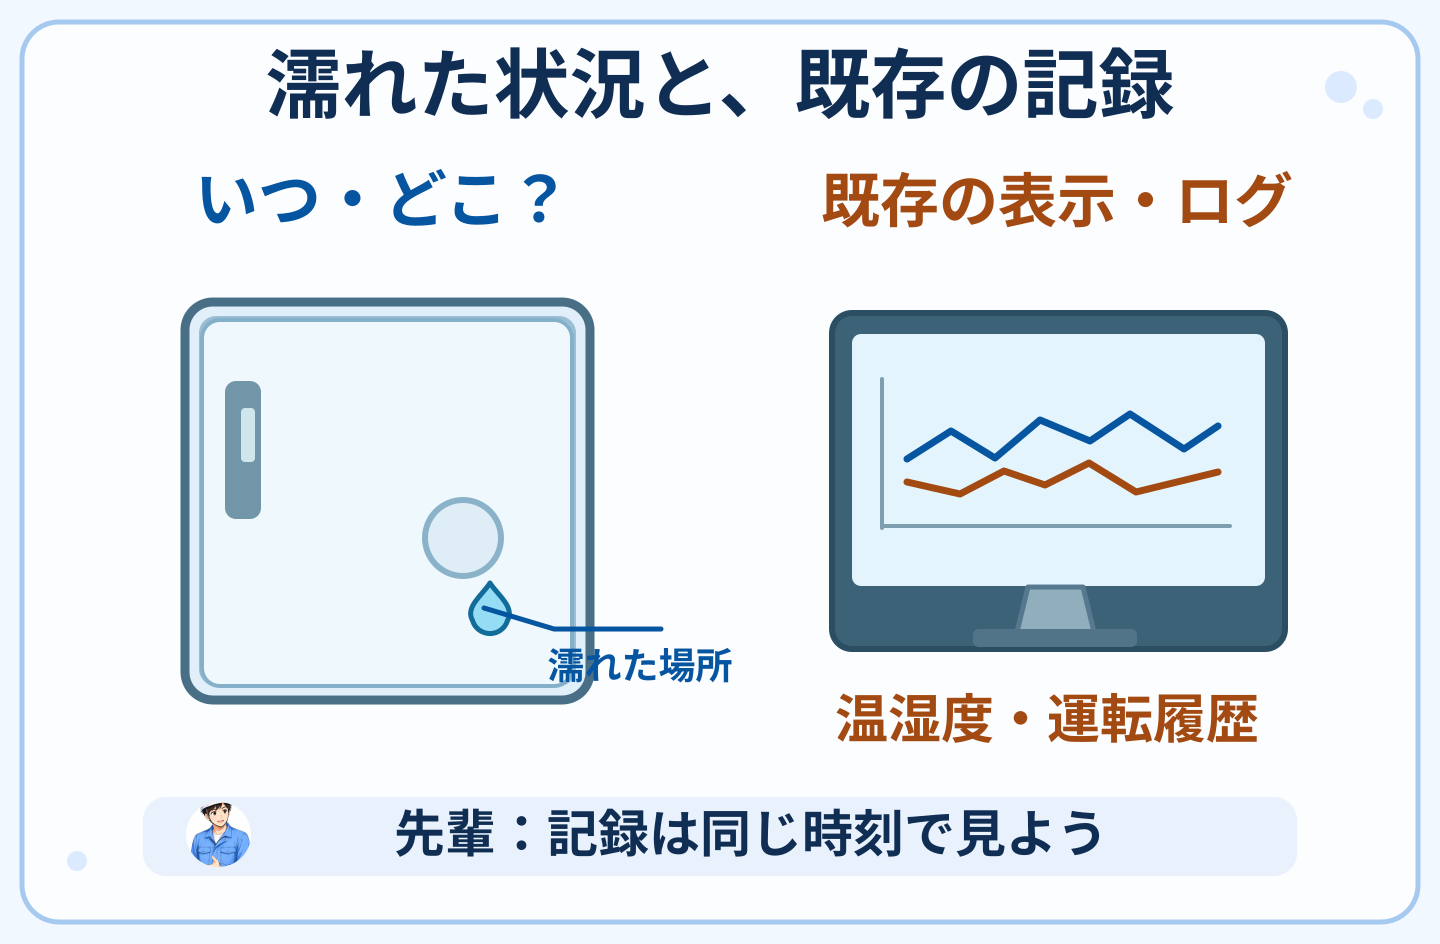 濡れた状況と、既存の記録
いつ・どこ？
既存の表示・ログ
濡れた場所
温湿度・運転履歴
先輩：記録は同じ時刻で見よう